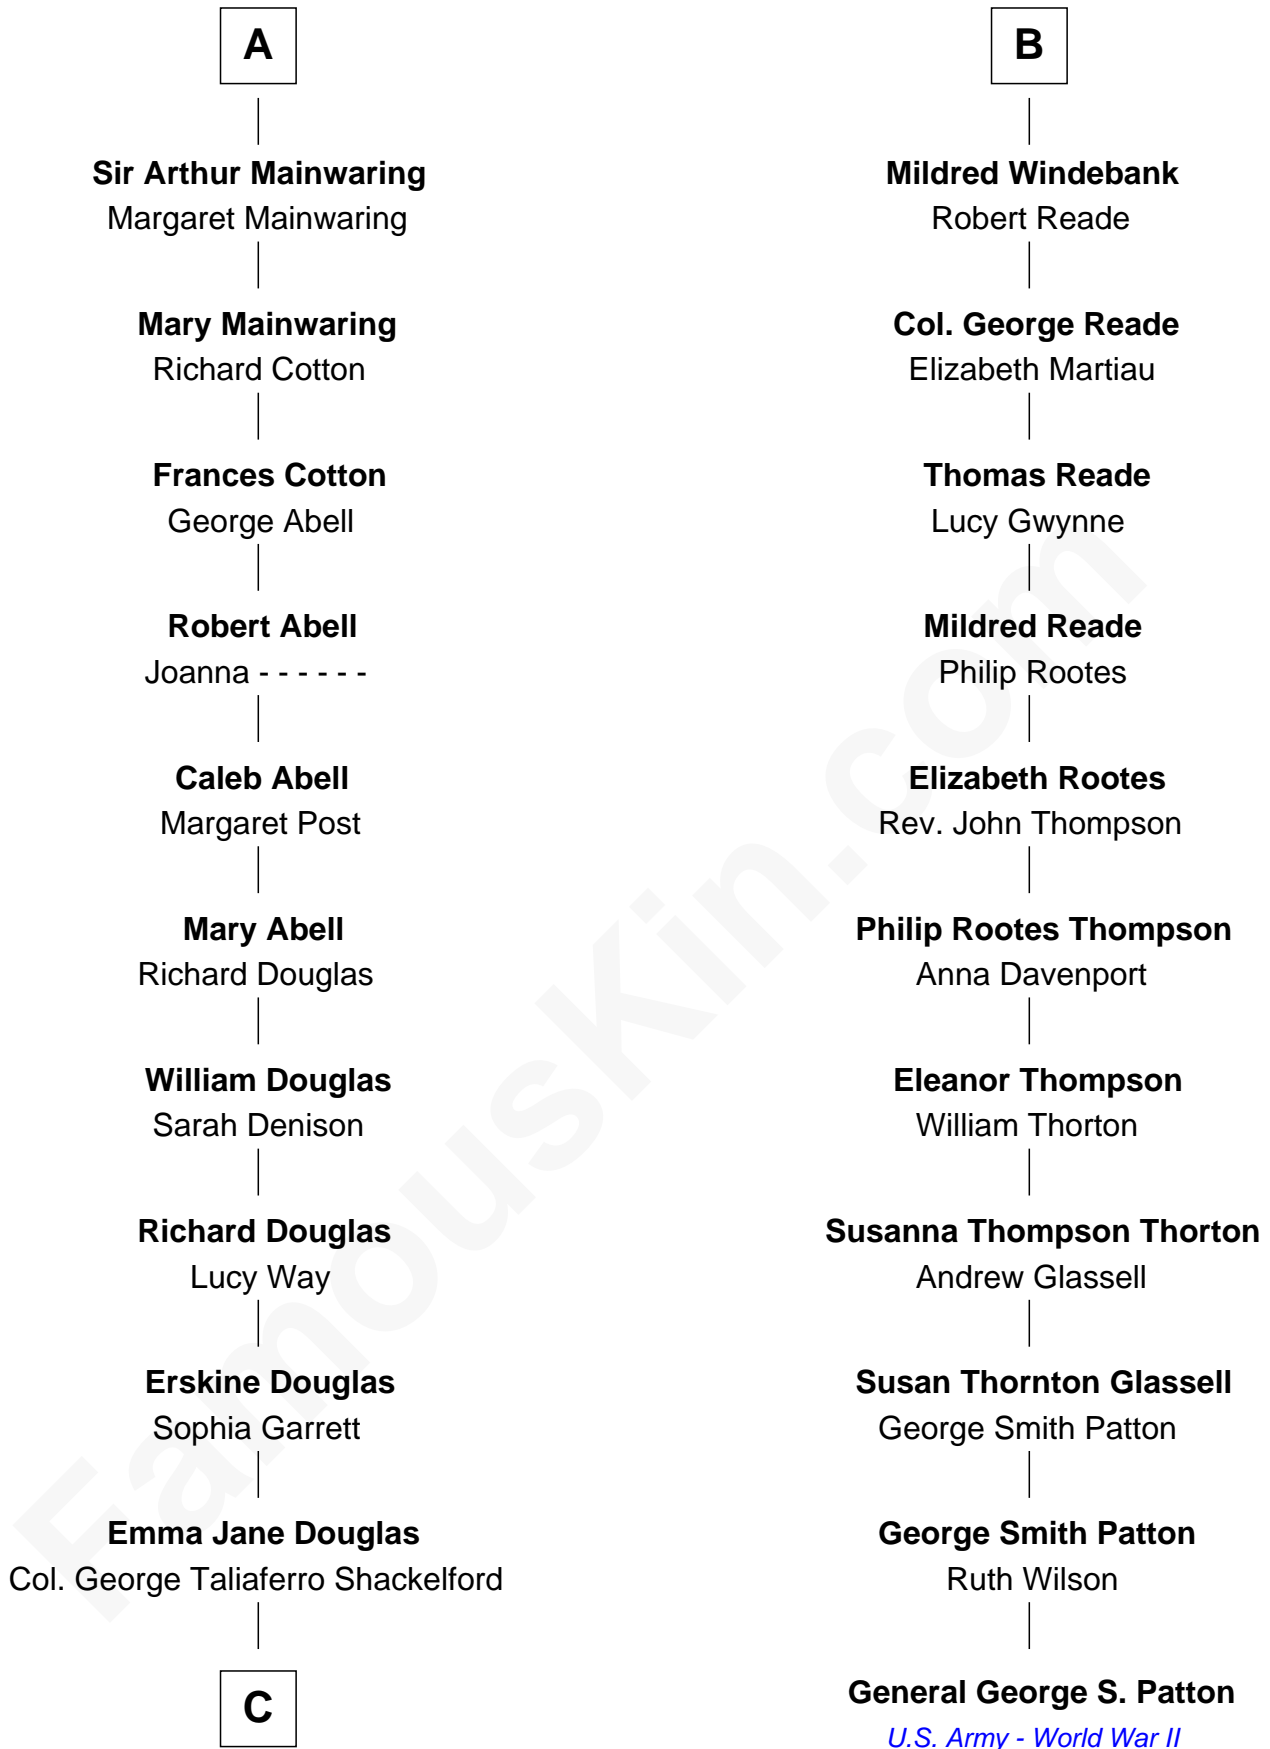 A
Sir Arthur Mainwaring
Margaret Mainwaring
Mary Mainwaring
Richard Cotton
Frances Cotton
George Abell
Robert Abell
Joanna - - - - - -
Caleb Abell
Margaret Post
Mary Abell
Richard Douglas
William Douglas
Sarah Denison
Richard Douglas
Lucy Way
Erskine Douglas
Sophia Garrett
Emma Jane Douglas
Col. George Taliaferro Shackelford
C
B
Mildred Windebank
Robert Reade
Col. George Reade
Elizabeth Martiau
Thomas Reade
Lucy Gwynne
Mildred Reade
Philip Rootes
Elizabeth Rootes
Rev. John Thompson
Philip Rootes Thompson
Anna Davenport
Eleanor Thompson
William Thorton
Susanna Thompson Thorton
Andrew Glassell
Susan Thornton Glassell
George Smith Patton
George Smith Patton
Ruth Wilson
General George S. Patton
U.S. Army - World War II
FamousKin.com